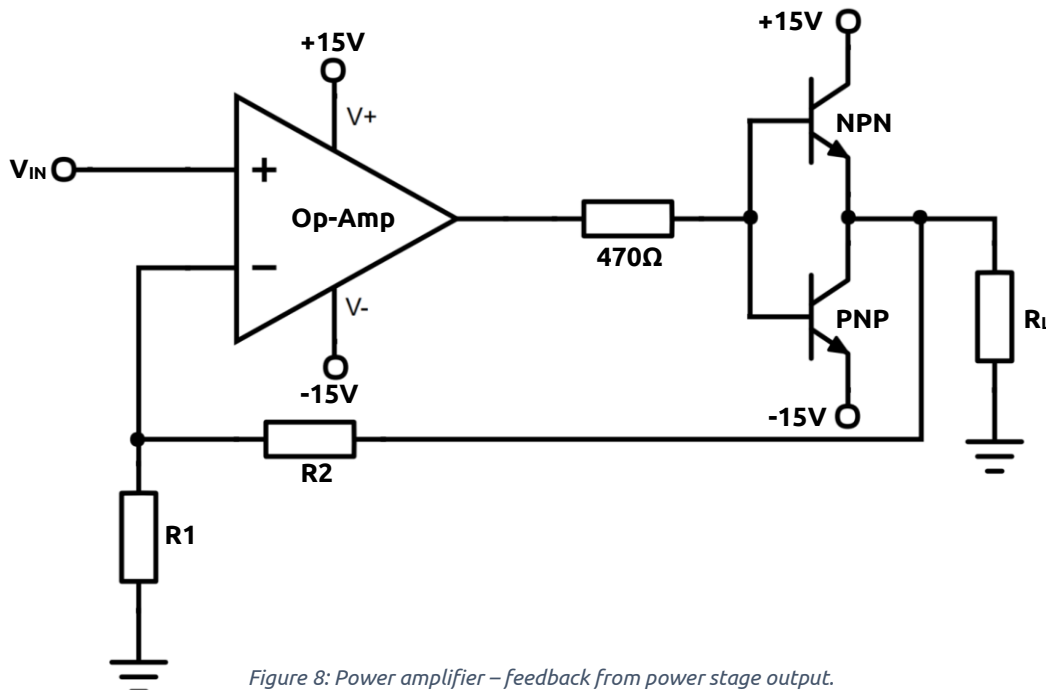 +15V
+15V
V+
NPN
VIN
+
Op-Amp
470Ω
−
V-
PNP
RL
-15V
-15V
R2
R1
Figure 8: Power amplifier – feedback from power stage output.